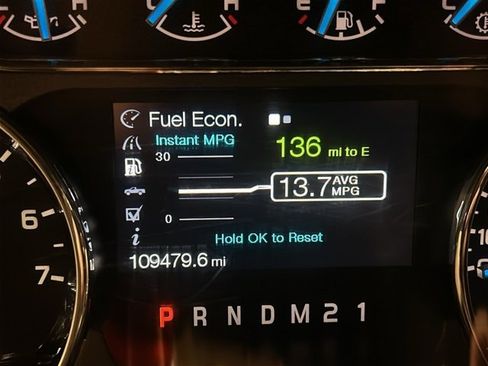 H
C
H
E
F
C
Fuel Econ.
Instant MPG
30
136 mi to E
13.7 AVG MPG
0
Hold OK to Reset
i
109479.6 mi
6
7
P R N D M 2 1